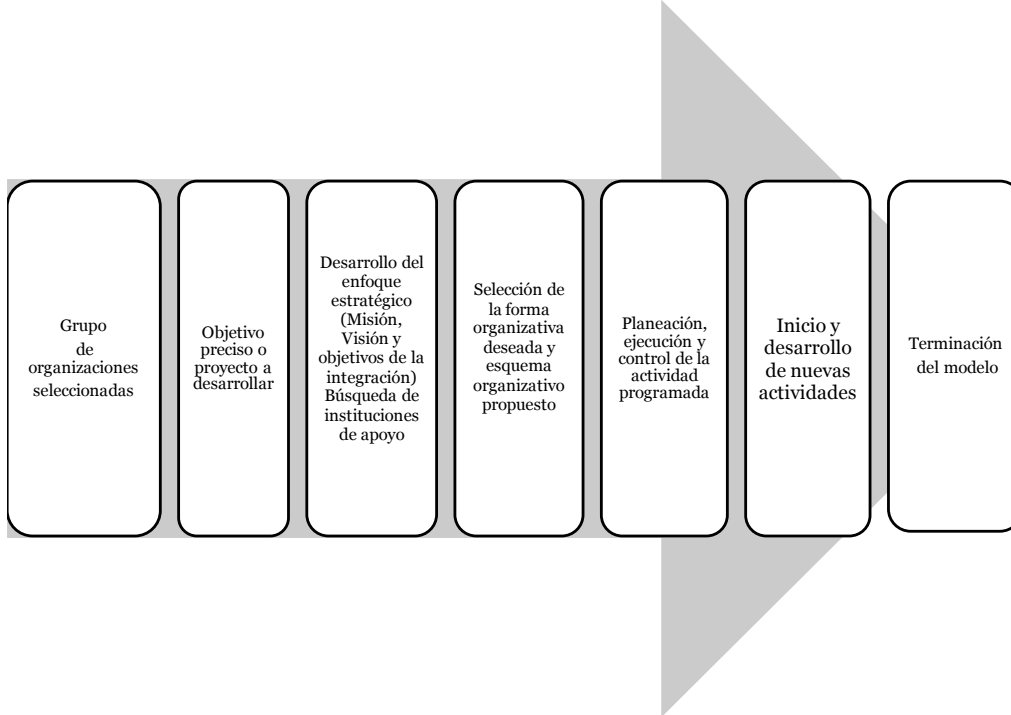 Grupo
de
organizaciones
seleccionadas
Objetivo
preciso o
proyecto a
desarrollar
Desarrollo del
enfoque
estratégico
(Misión,
Visión y
objetivos de la
integración)
Búsqueda de
instituciones
de apoyo
Selección de
la forma
organizativa
deseada y
esquema
organizativo
propuesto
Planeación,
ejecución y
control de la
actividad
programada
Inicio y
desarrollo
de nuevas
actividades
Terminación
del modelo